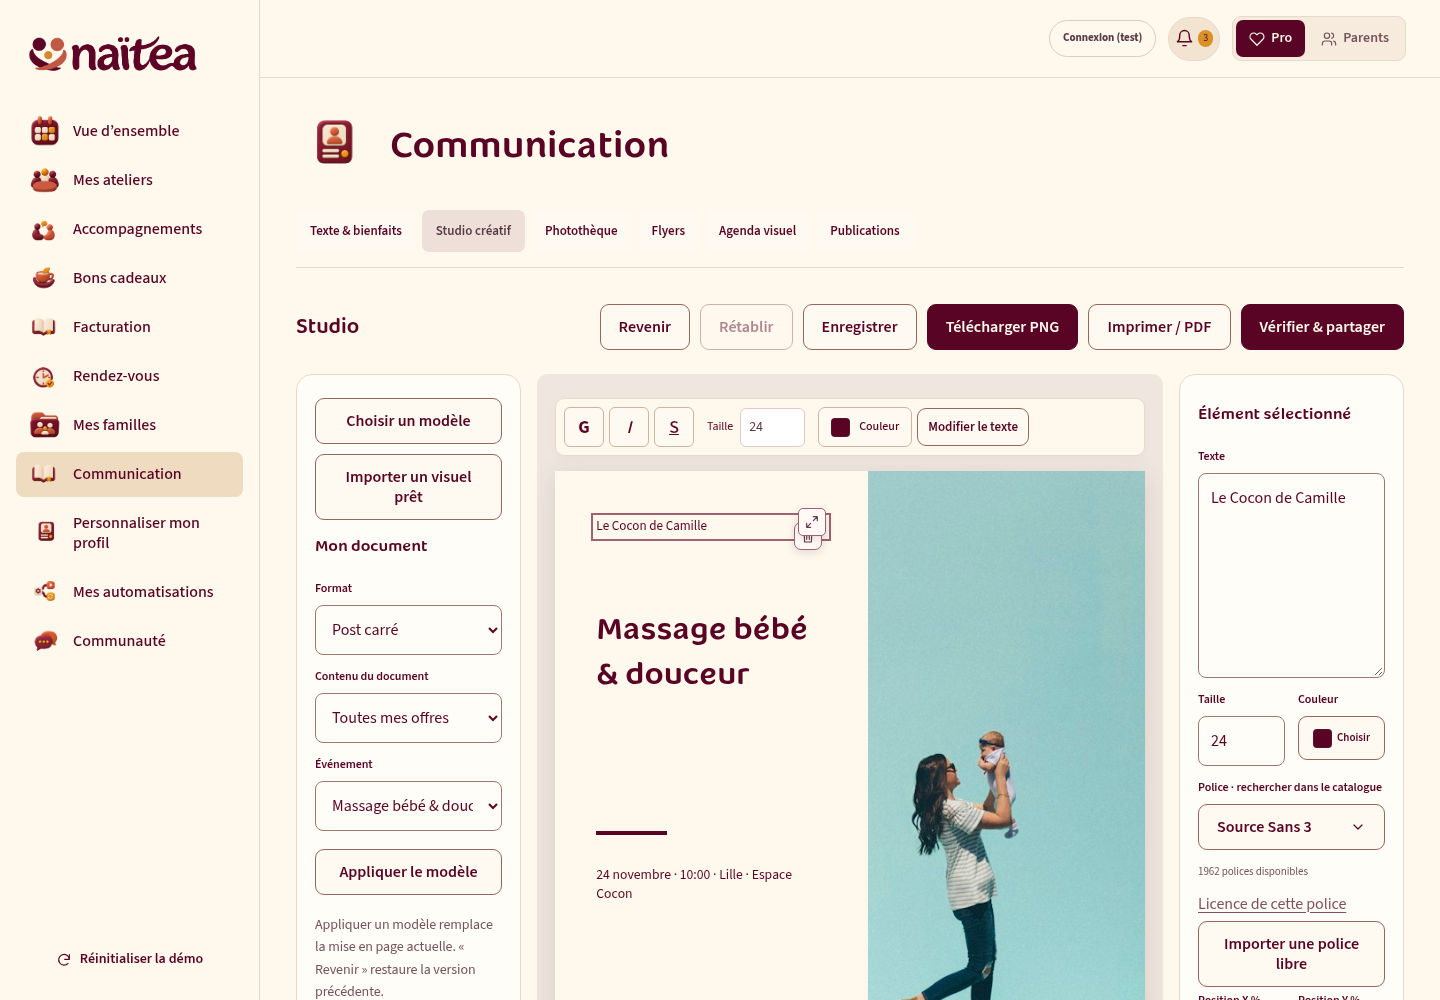 naïtea
Connexion (test)
3
Pro
Parents
Vue d’ensemble
Mes ateliers
Accompagnements
Bons cadeaux
Facturation
Rendez-vous
Mes familles
Communication
Personnaliser mon
profil
Mes automatisations
Communauté
Réinitialiser la démo
Communication
Texte & bienfaits
Studio créatif
Photothèque
Flyers
Agenda visuel
Publications
Studio
Revenir
Rétablir
Enregistrer
Télécharger PNG
Imprimer / PDF
Vérifier & partager
Choisir un modèle
Importer un visuel
prêt
Mon document
Format
Post carré
Contenu du document
Toutes mes offres
Événement
Massage bébé & douc
Appliquer le modèle
Appliquer un modèle remplace
la mise en page actuelle. «
Revenir » restaure la version
précédente.
G
I
S
Taille
24
Couleur
Modifier le texte
Le Cocon de Camille
Massage bébé
& douceur
24 novembre · 10:00 · Lille · Espace
Cocon
Élément sélectionné
Texte
Le Cocon de Camille
Taille
Couleur
24
Choisir
Police · rechercher dans le catalogue
Source Sans 3
1962 polices disponibles
Licence de cette police
Importer une police
libre
Position X %
Position Y %